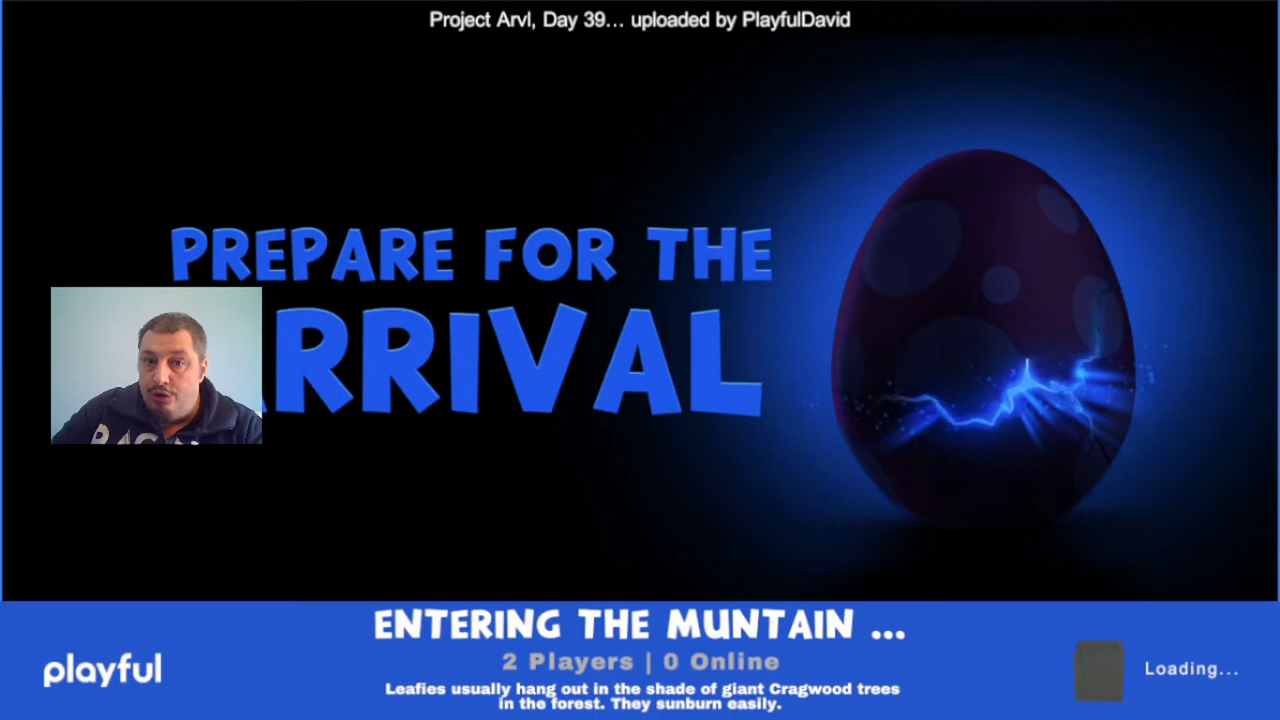 Project Arvl, Day 39... uploaded by PlayfulDavid
PREPARE FOR THE
RRIVAL
ENTERING THE MUNTAIN ...
2 Players | 0 Online
playful
Loading...
Leafies usually hang out in the shade of giant Cragwood trees
in the forest. They sunburn easily.